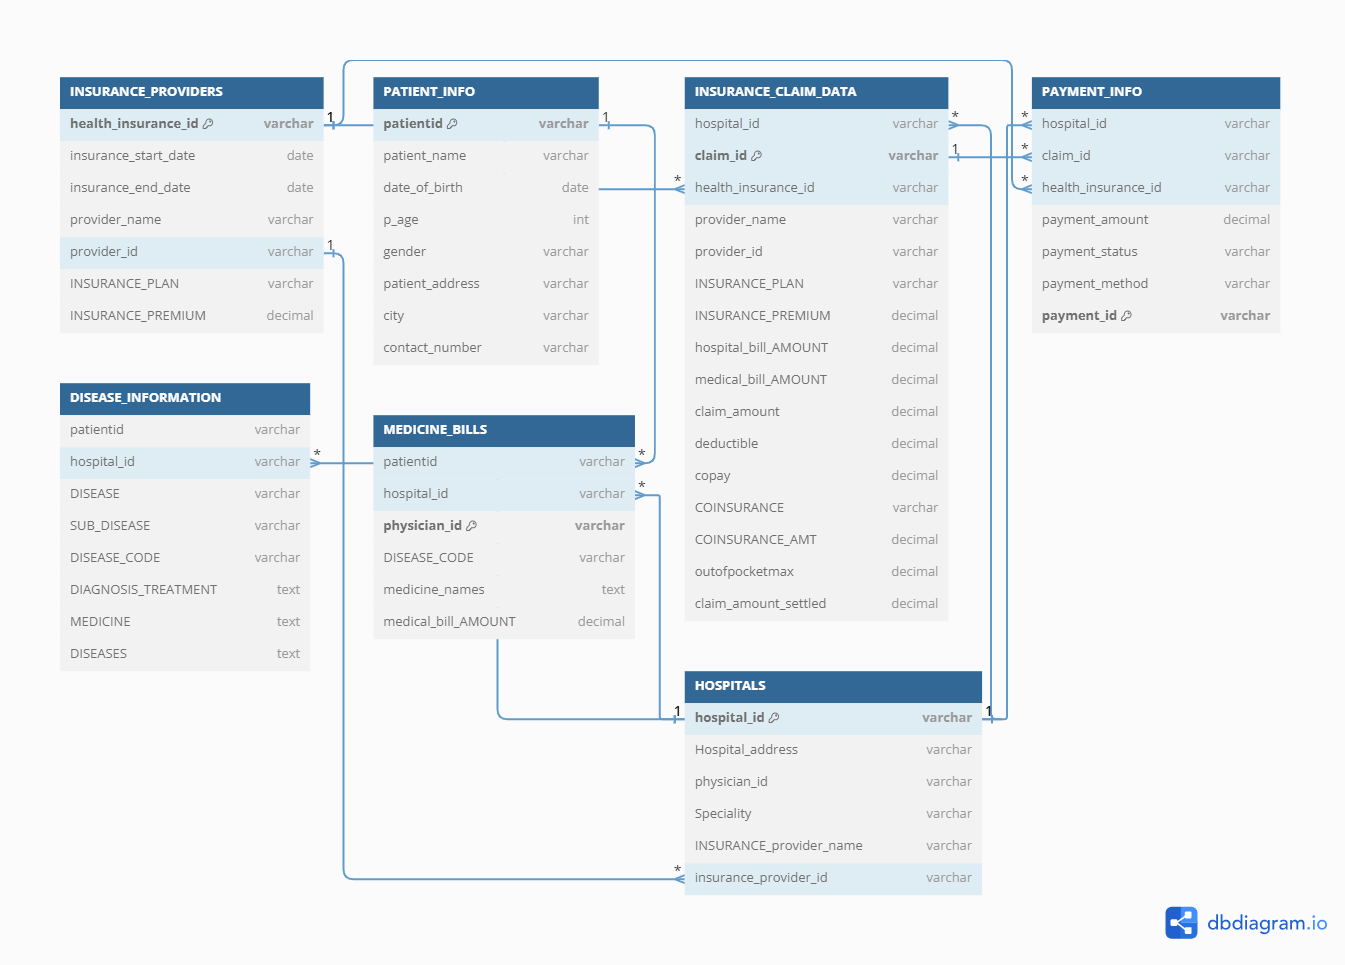 INSURANCE_PROVIDERS
health_insurance_id varchar
insurance_start_date date
insurance_end_date date
provider_name varchar
provider_id varchar
INSURANCE_PLAN varchar
INSURANCE_PREMIUM decimal
1
1
PATIENT_INFO
patientid varchar
patient_name varchar
date_of_birth date
p_age int
gender varchar
patient_address varchar
city varchar
contact_number varchar
1
INSURANCE_CLAIM_DATA
hospital_id varchar
claim_id varchar
health_insurance_id varchar
provider_name varchar
provider_id varchar
INSURANCE_PLAN varchar
INSURANCE_PREMIUM decimal
hospital_bill_AMOUNT decimal
medical_bill_AMOUNT decimal
claim_amount decimal
deductible decimal
copay decimal
COINSURANCE varchar
COINSURANCE_AMT decimal
outofpocketmax decimal
claim_amount_settled decimal
*
1
*
PAYMENT_INFO
hospital_id varchar
claim_id varchar
health_insurance_id varchar
payment_amount decimal
payment_status varchar
payment_method varchar
payment_id varchar
*
*
*
DISEASE_INFORMATION
patientid varchar
hospital_id varchar
DISEASE varchar
SUB_DISEASE varchar
DISEASE_CODE varchar
DIAGNOSIS_TREATMENT text
MEDICINE text
DISEASES text
*
MEDICINE_BILLS
patientid varchar
hospital_id varchar
physician_id varchar
DISEASE_CODE varchar
medicine_names text
medical_bill_AMOUNT decimal
*
*
HOSPITALS
hospital_id varchar
Hospital_address varchar
physician_id varchar
Speciality varchar
INSURANCE_provider_name varchar
insurance_provider_id varchar
1
1
*
dbdiagram.io